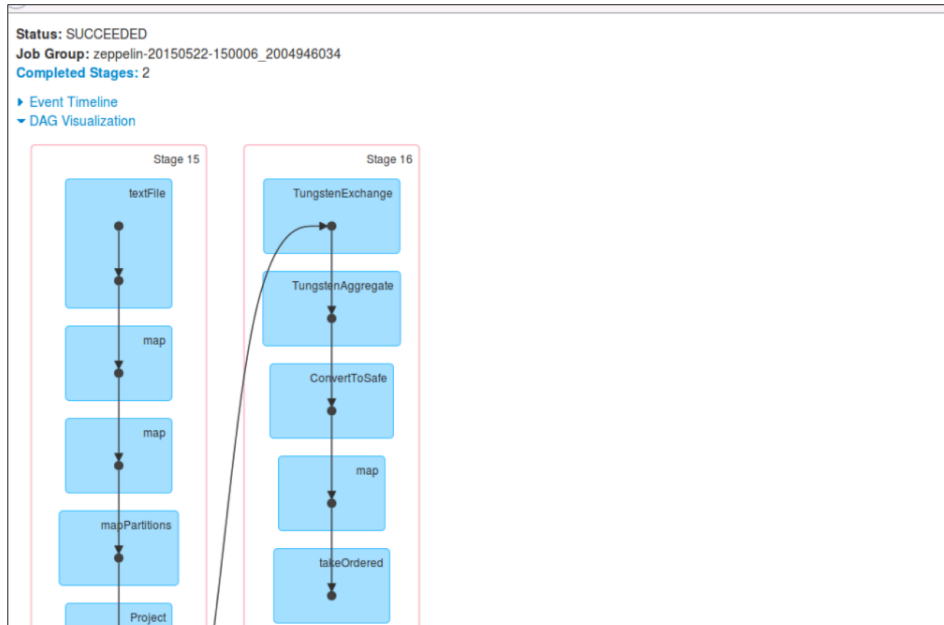 Status: SUCCEEDED
Job Group: zeppelin-20150522-150006_2004946034
Completed Stages: 2
Event Timeline
DAG Visualization
Stage 15
textFile
map
map
mapPartitions
Project
Stage 16
TungstenExchange
TungstenAggregate
ConvertToSafe
map
takeOrdered